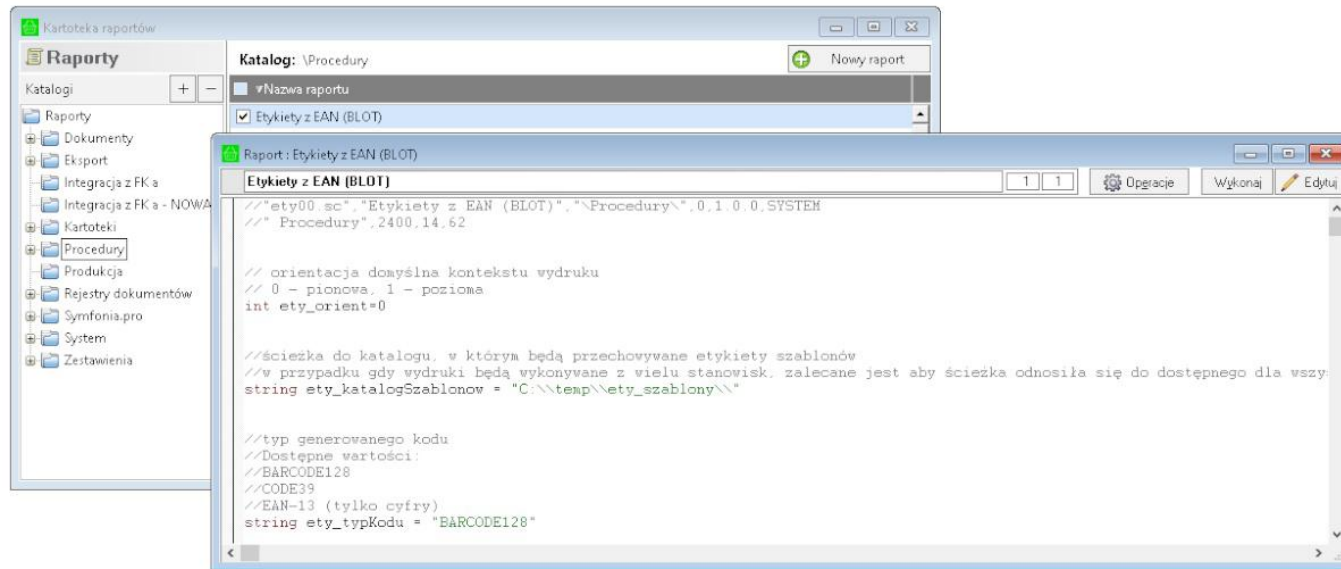 Kartoteka raportów
Raporty
Katalog: \Procedury
Nowy raport
Katalogi
+ −
Nazwa raportu
Raporty
Etykiety z EAN (BLOT)
Dokumenty
Eksport
Integracja z FK a
Integracja z FK a - NOWA
Kartoteki
Procedury
Produkcja
Rejestry dokumentów
Symfonia.pro
System
Zestawienia
Raport : Etykiety z EAN (BLOT)
Etykiety z EAN (BLOT)
1 1
Operacje
Wykonaj
Edytuj
//"ety00.sc","Etykiety z EAN (BLOT)","\Procedury\",0,1.0.0,SYSTEM
//" Procedury",2400,14,62
// orientacja domyślna kontekstu wydruku
// 0 – pionowa, 1 – pozioma
int ety_orient=0
//ścieżka do katalogu, w którym będą przechowywane etykiety szablonów
//w przypadku gdy wydruki będą wykonywane z wielu stanowisk, zalecane jest aby ścieżka odnosiła się do dostępnego dla wszy
string ety_katalogSzablonow = "C:\\temp\\ety_szablony\\"
//typ generowanego kodu
//Dostępne wartości:
//BARCODE128
//CODE39
//EAN-13 (tylko cyfry)
string ety_typKodu = "BARCODE128"